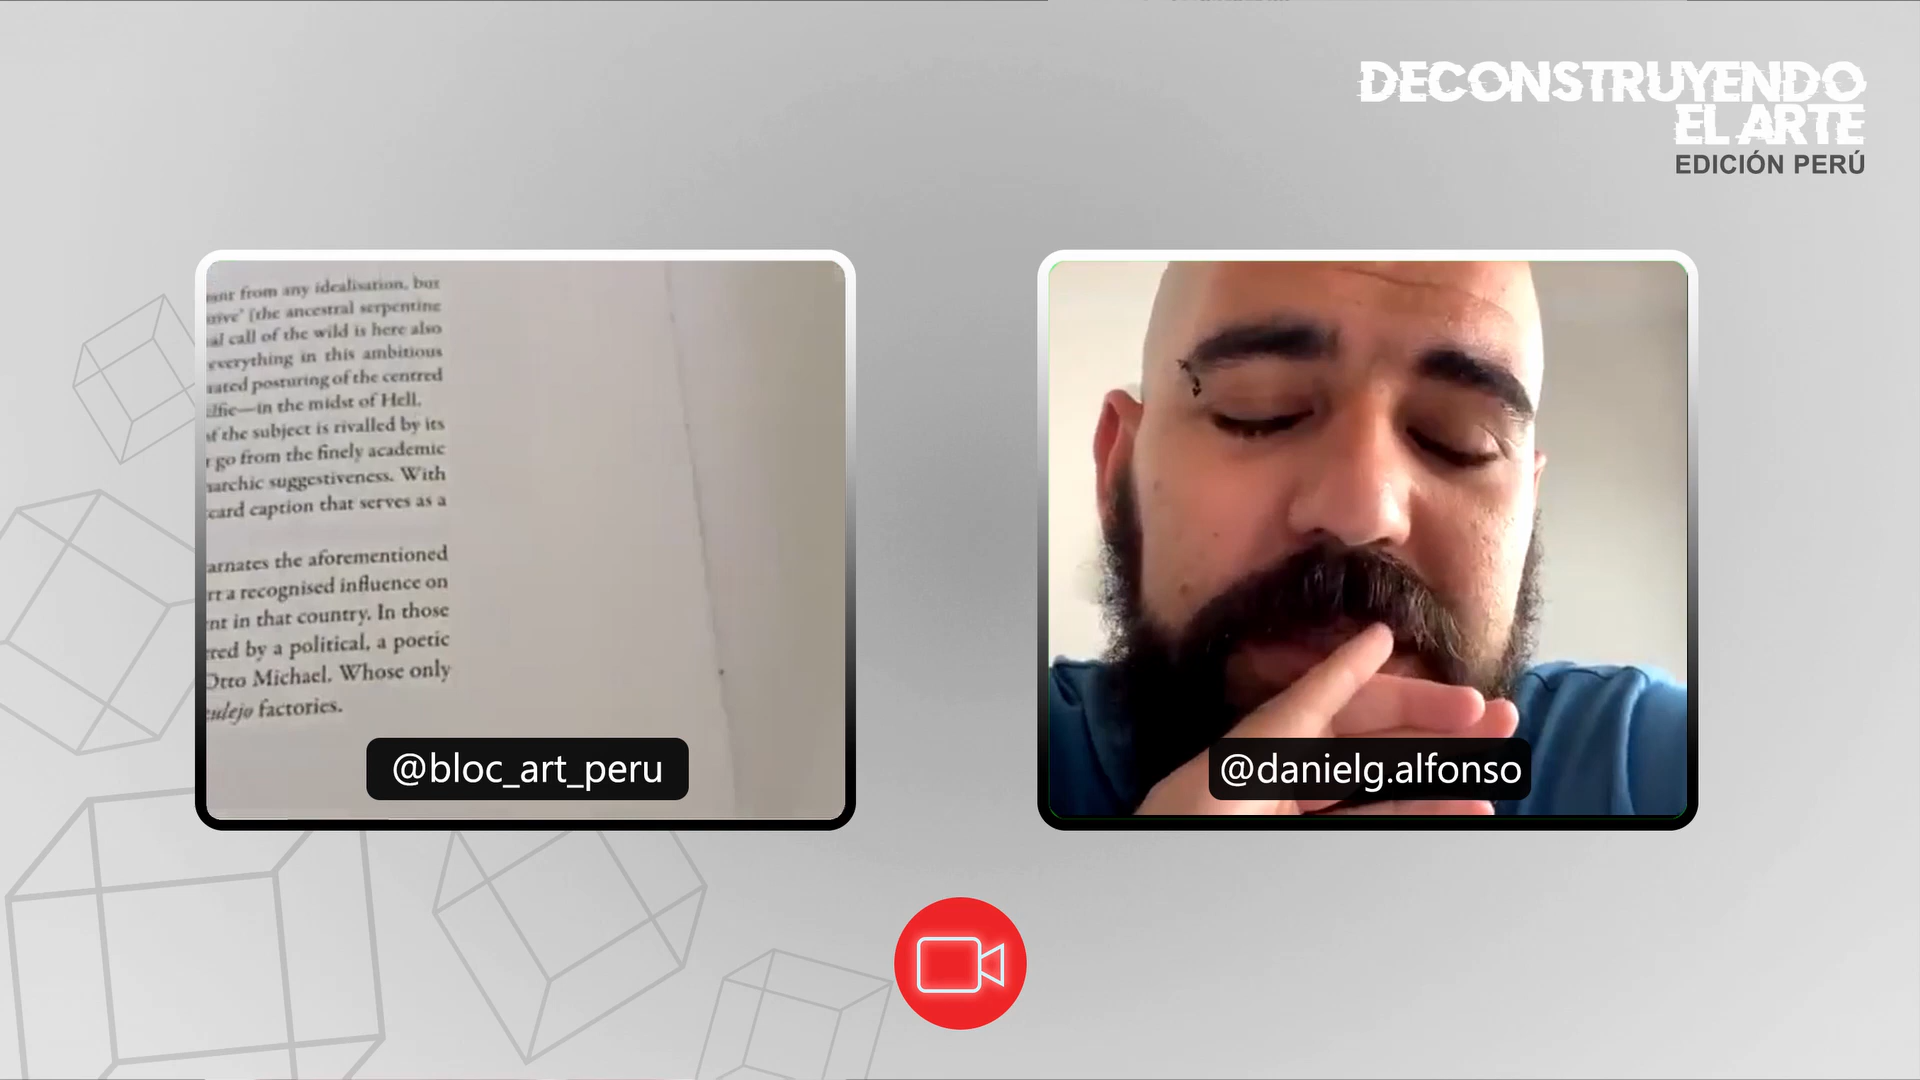 DECONSTRUYENDO
EL ARTE
EDICIÓN PERÚ
from any idealisation, but
(the ancestral serpentine
call of the wild is here also
everything in this ambitious
posturing of the centred
—in the midst of Hell.
of the subject is rivalled by its
go from the finely academic
suggestiveness. With
card caption that serves as a
the aforementioned
a recognised influence on
in that country. In those
by a political, a poetic
Otto Michael. Whose only
factories.
@bloc_art_peru
@danielg.alfonso